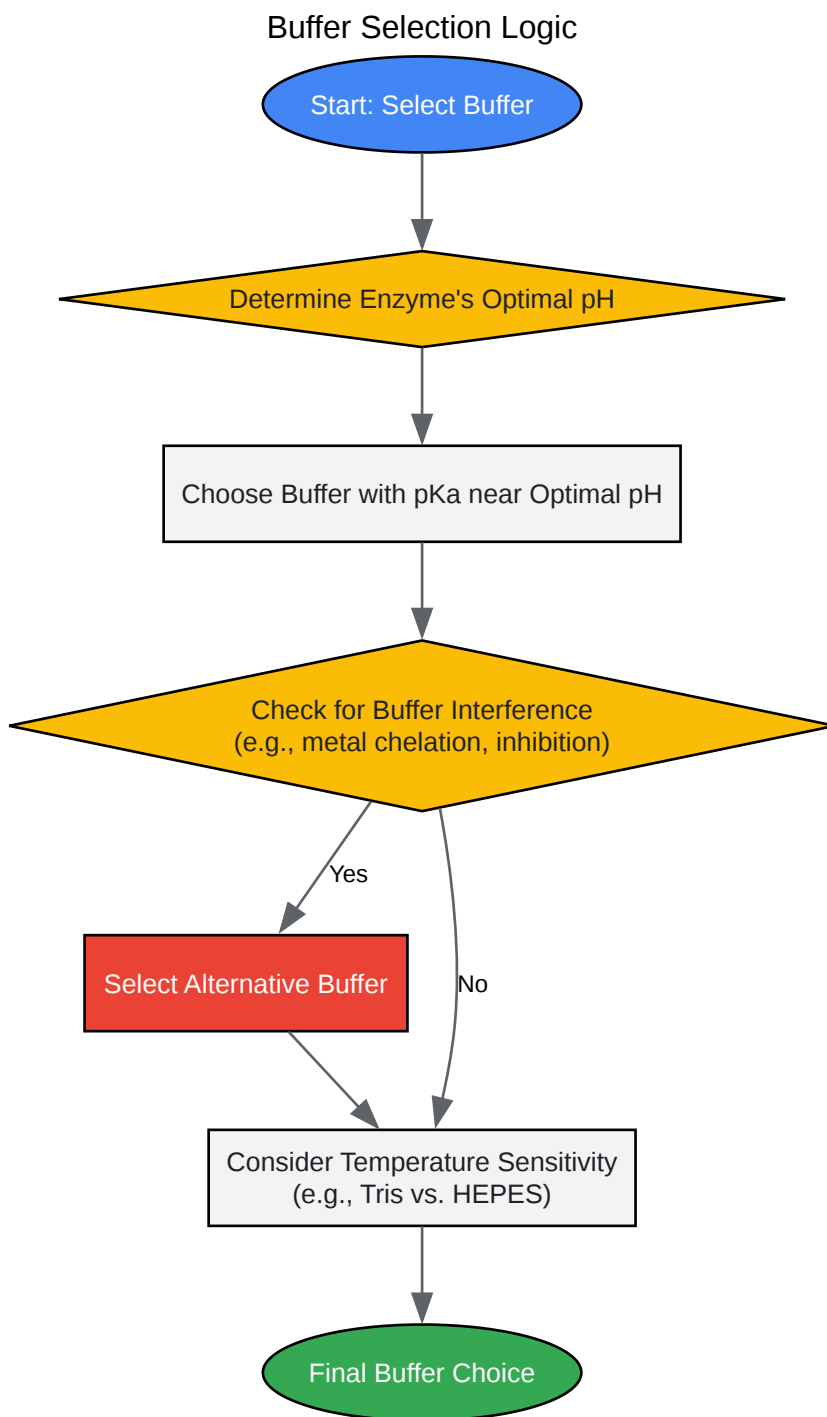 Buffer Selection Logic
Start: Select Buffer
Determine Enzyme's Optimal pH
Choose Buffer with pKa near Optimal pH
Check for Buffer Interference
(e.g., metal chelation, inhibition)
Yes
Select Alternative Buffer
No
Consider Temperature Sensitivity
(e.g., Tris vs. HEPES)
Final Buffer Choice